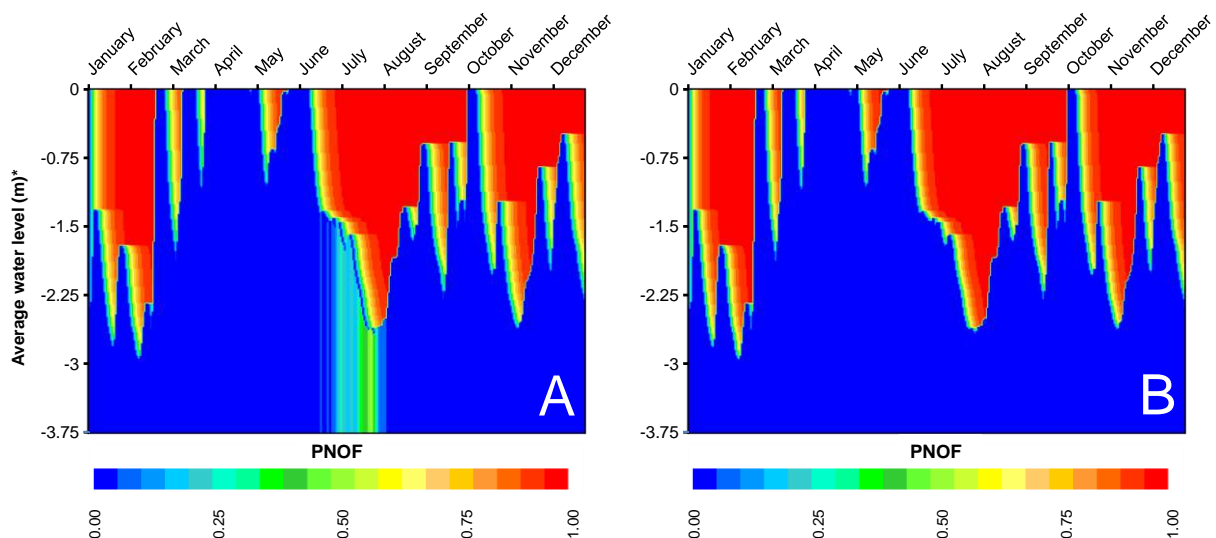 January February March April May June July August September October November December
January February March April May June July August September October November December
0
-0.75
-1.5
-2.25
-3
-3.75
Average water level (m)*
A
0
-0.75
-1.5
-2.25
-3
-3.75
B
PNOF
PNOF
0.00 0.25 0.50 0.75 1.00
0.00 0.25 0.50 0.75 1.00